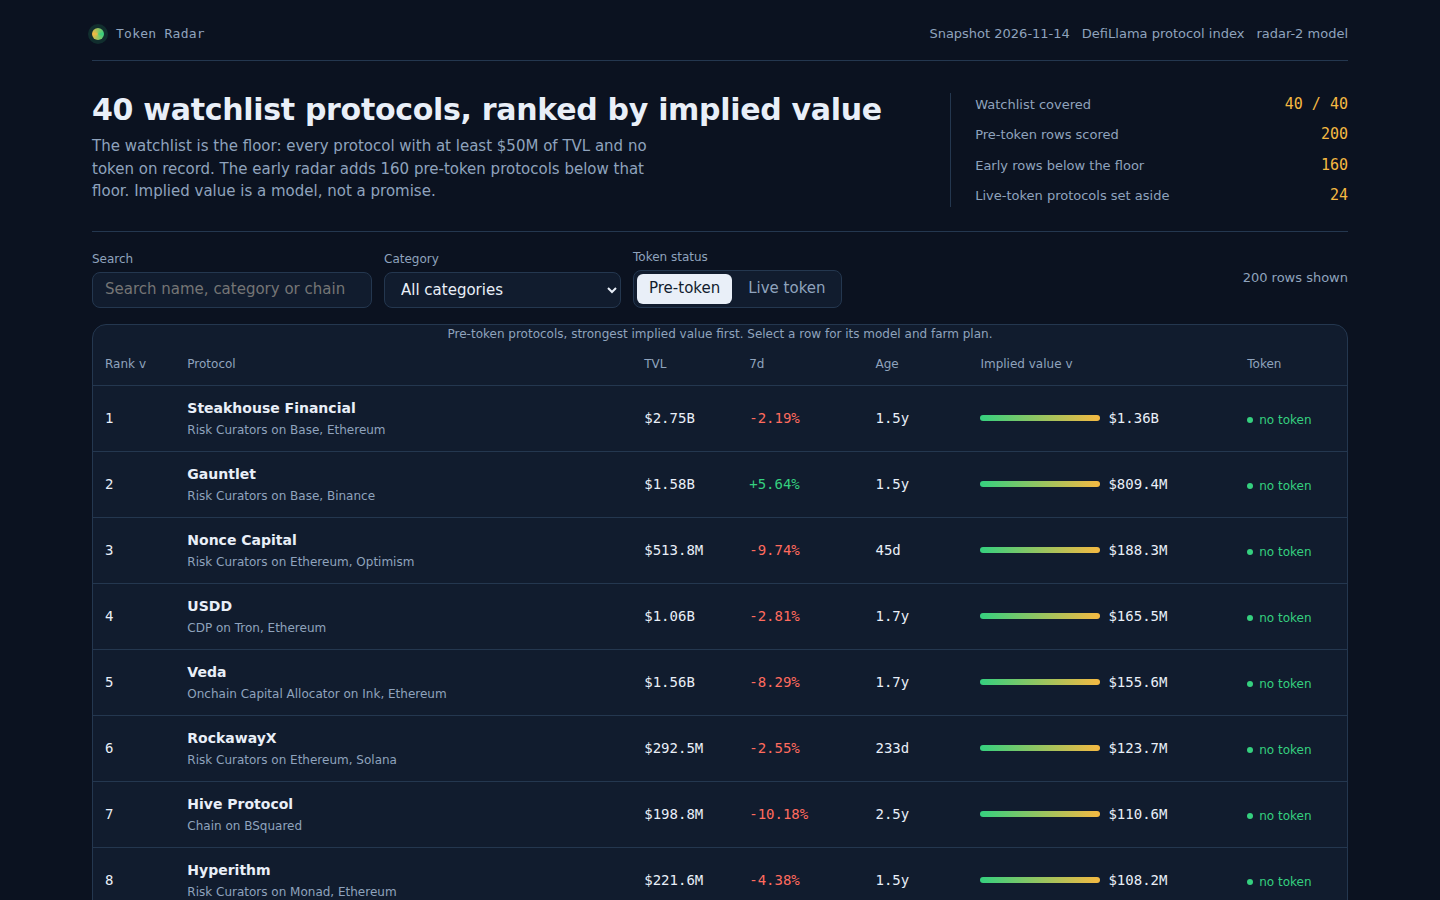 Token Radar
Snapshot 2026-11-14 DefiLlama protocol index radar-2 model
40 watchlist protocols, ranked by implied value
The watchlist is the floor: every protocol with at least $50M of TVL and no
token on record. The early radar adds 160 pre-token protocols below that
floor. Implied value is a model, not a promise.
Watchlist covered 40 / 40
Pre-token rows scored 200
Early rows below the floor 160
Live-token protocols set aside 24
Search
Search name, category or chain
Category
All categories
Token status
Pre-token Live token
200 rows shown
Pre-token protocols, strongest implied value first. Select a row for its model and farm plan.
Rank v Protocol TVL 7d Age Implied value v Token
1 Steakhouse Financial $2.75B -2.19% 1.5y $1.36B no token
Risk Curators on Base, Ethereum
2 Gauntlet $1.58B +5.64% 1.5y $809.4M no token
Risk Curators on Base, Binance
3 Nonce Capital $513.8M -9.74% 45d $188.3M no token
Risk Curators on Ethereum, Optimism
4 USDD $1.06B -2.81% 1.7y $165.5M no token
CDP on Tron, Ethereum
5 Veda $1.56B -8.29% 1.7y $155.6M no token
Onchain Capital Allocator on Ink, Ethereum
6 RockawayX $292.5M -2.55% 233d $123.7M no token
Risk Curators on Ethereum, Solana
7 Hive Protocol $198.8M -10.18% 2.5y $110.6M no token
Chain on BSquared
8 Hyperithm $221.6M -4.38% 1.5y $108.2M no token
Risk Curators on Monad, Ethereum